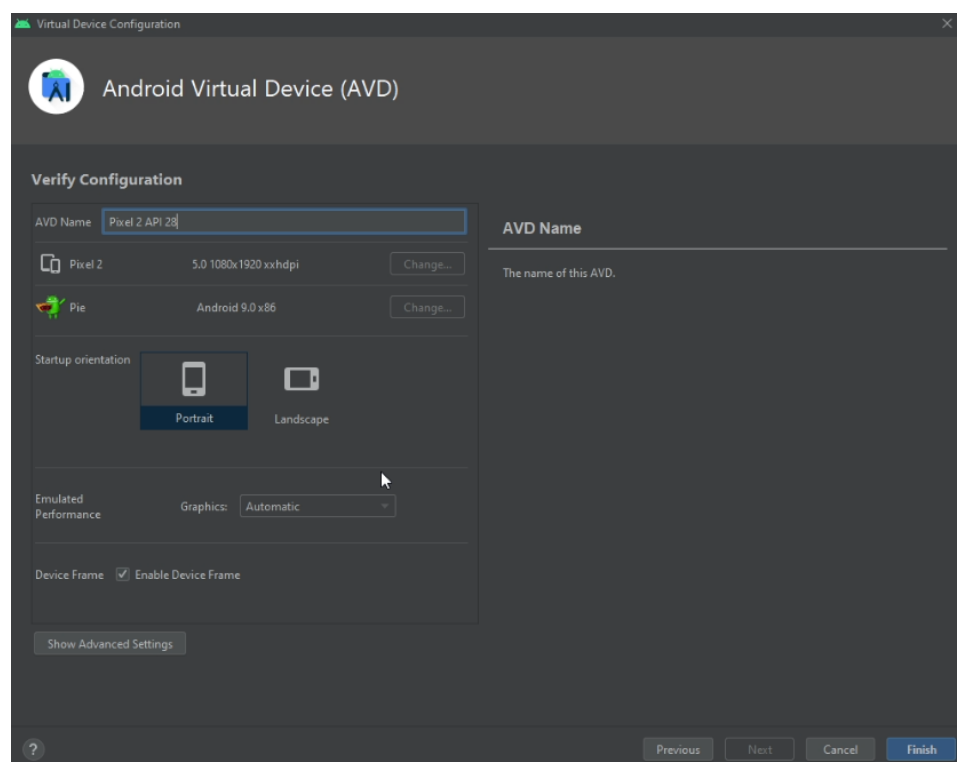 Virtual Device Configuration
Android Virtual Device (AVD)
Verify Configuration
AVD Name Pixel 2 API 28
Pixel 2 5.0 1080x1920 xxhdpi Change...
Pie Android 9.0 x86 Change...
Startup orientation
Portrait
Landscape
Emulated
Performance
Graphics: Automatic
Device Frame Enable Device Frame
Show Advanced Settings
AVD Name
The name of this AVD.
? Previous Next Cancel Finish